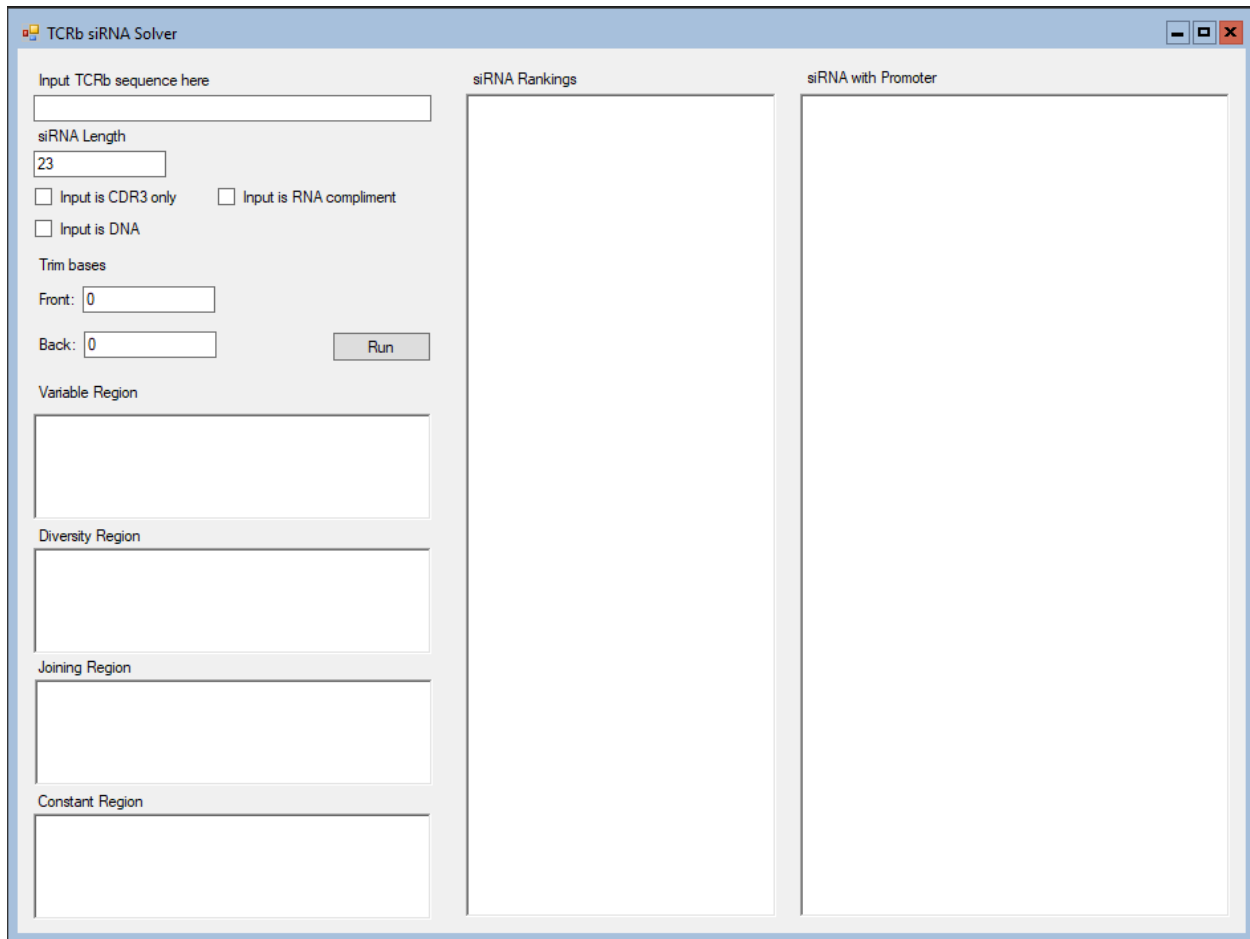 TCRb siRNA Solver
Input TCRb sequence here
siRNA Length
23
Input is CDR3 only
Input is RNA compliment
Input is DNA
Trim bases
Front: 0
Back: 0
Run
Variable Region
Diversity Region
Joining Region
Constant Region
siRNA Rankings
siRNA with Promoter